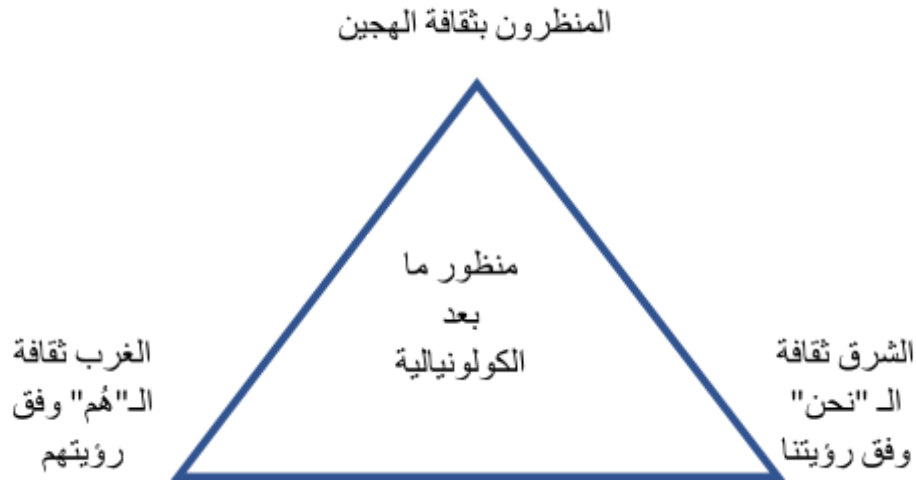 المنظرون بثقافة الهجين
منظور ما
بعد
الكولونيالية
الشرق ثقافة
الـ "نحن"
وفق رؤيتنا
الغرب ثقافة
الـ"هُم" وفق
رؤيتهم